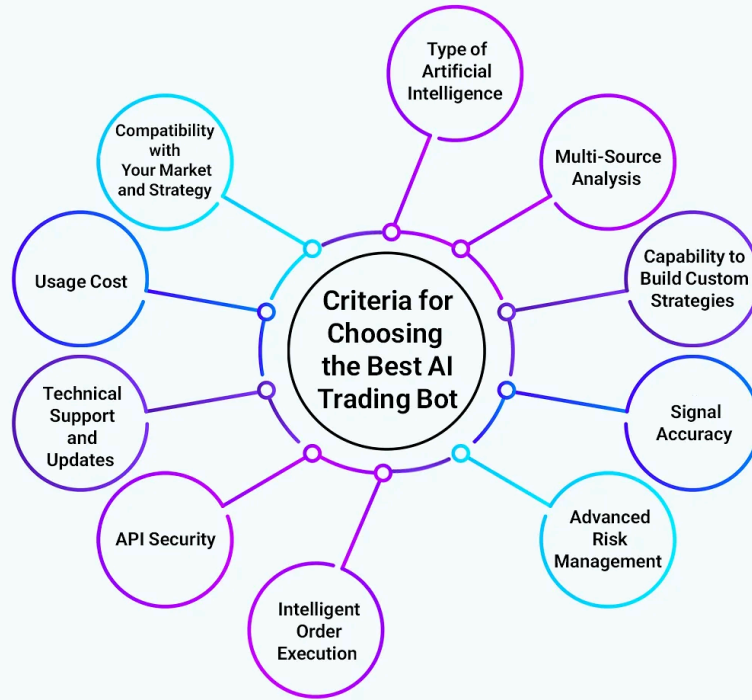 Criteria for
Choosing
the Best AI
Trading Bot
Type of
Artificial
Intelligence
Multi-Source
Analysis
Capability to
Build Custom
Strategies
Signal
Accuracy
Advanced
Risk
Management
Intelligent
Order
Execution
API Security
Technical
Support
and
Updates
Usage Cost
Compatibility
with
Your Market
and Strategy